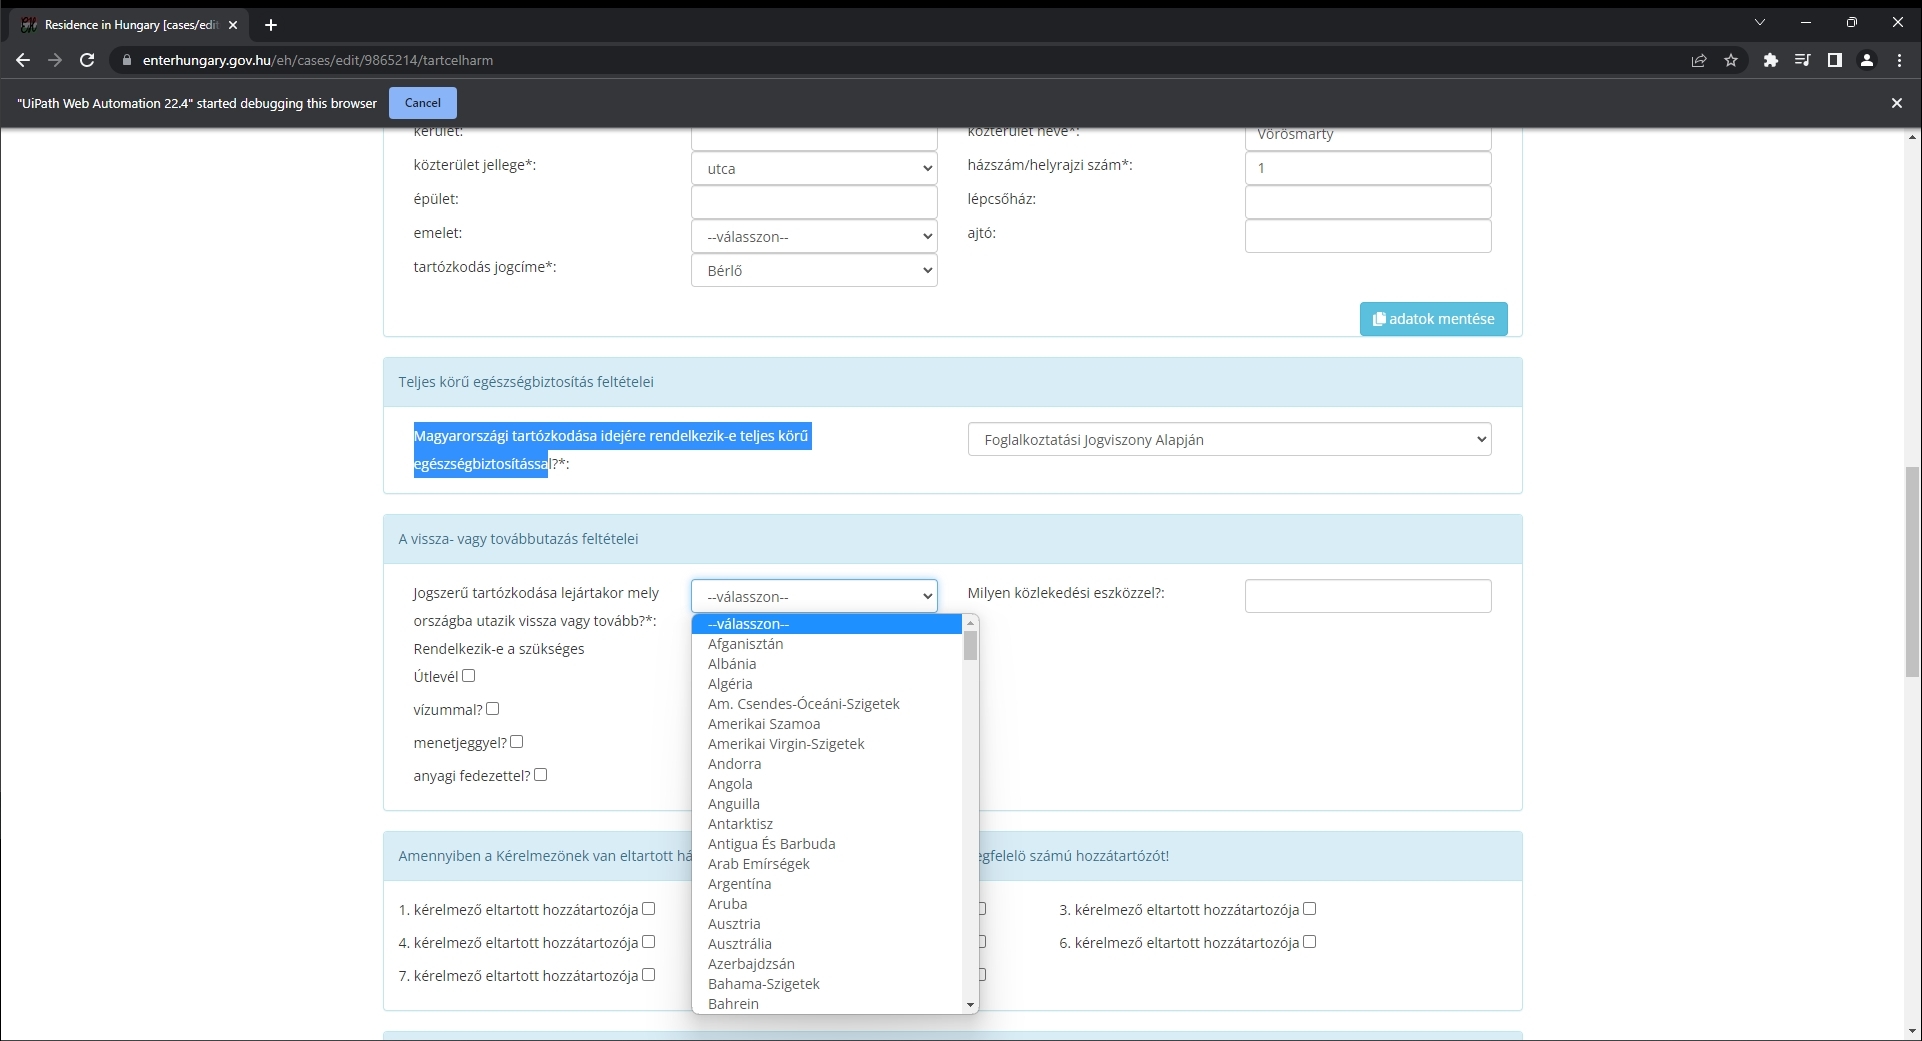 Residence in Hungary [cases/edit
enterhungary.gov.hu/eh/cases/edit/9865214/tartcelharm
"UiPath Web Automation 22.4" started debugging this browser
Cancel
kerület:
közterület neve*:
Vörösmarty
közterület jellege*:
utca
házszám/helyrajzi szám*:
1
épület:
lépcsőház:
emelet:
--válasszon--
ajtó:
tartózkodás jogcíme*:
Bérlő
adatok mentése
Teljes körű egészségbiztosítás feltételei
Magyarországi tartózkodása idejére rendelkezik-e teljes körű
egészségbiztosítással?*:
Foglalkoztatási Jogviszony Alapján
A vissza- vagy továbbutazás feltételei
Jogszerű tartózkodása lejártakor mely
országba utazik vissza vagy tovább?*:
--válasszon--
Milyen közlekedési eszközzel?:
Rendelkezik-e a szükséges
Útlevél
vízummal?
menetjeggyel?
anyagi fedezettel?
--válasszon--
Afganisztán
Albánia
Algéria
Am. Csendes-Óceáni-Szigetek
Amerikai Szamoa
Amerikai Virgin-Szigetek
Andorra
Angola
Anguilla
Antarktisz
Antigua És Barbuda
Arab Emírségek
Argentína
Aruba
Ausztria
Ausztrália
Azerbajdzsán
Bahama-Szigetek
Bahrein
Amennyiben a Kérelmezönek van eltartott há
egfelelö számú hozzátartózót!
1. kérelmező eltartott hozzátartozója
3. kérelmező eltartott hozzátartozója
4. kérelmező eltartott hozzátartozója
6. kérelmező eltartott hozzátartozója
7. kérelmező eltartott hozzátartozója